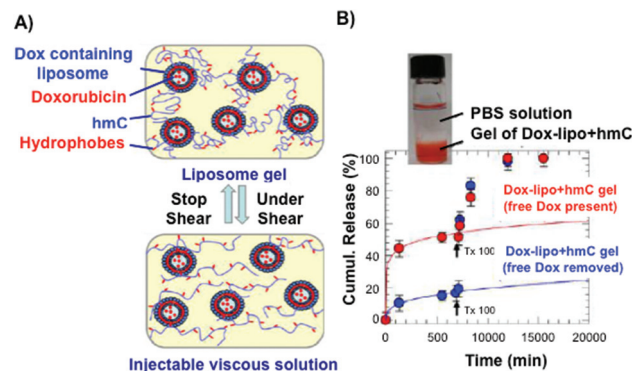 A)
Dox containing
liposome
Doxorubicin
hmC
Hydrophobes
Liposome gel
Stop
Shear
Under
Shear
Injectable viscous solution
B)
PBS solution
Gel of Dox-lipo+hmC
Cumul. Release (%)
100
80
60
40
20
0
Dox-lipo+hmC gel
(free Dox present)
Tx 100
Dox-lipo+hmC gel
(free Dox removed)
Tx 100
0
5000
10000
15000
20000
Time (min)